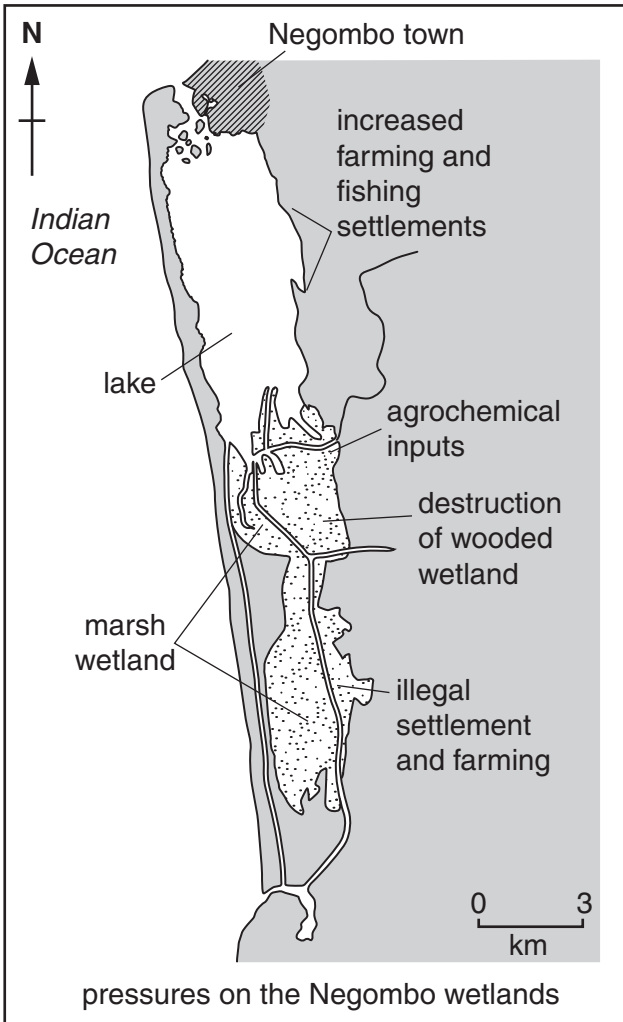 N
Negombo town
increased
farming and
fishing
settlements
Indian
Ocean
lake
agrochemical
inputs
destruction
of wooded
wetland
marsh
wetland
illegal
settlement
and farming
0 3
km
pressures on the Negombo wetlands